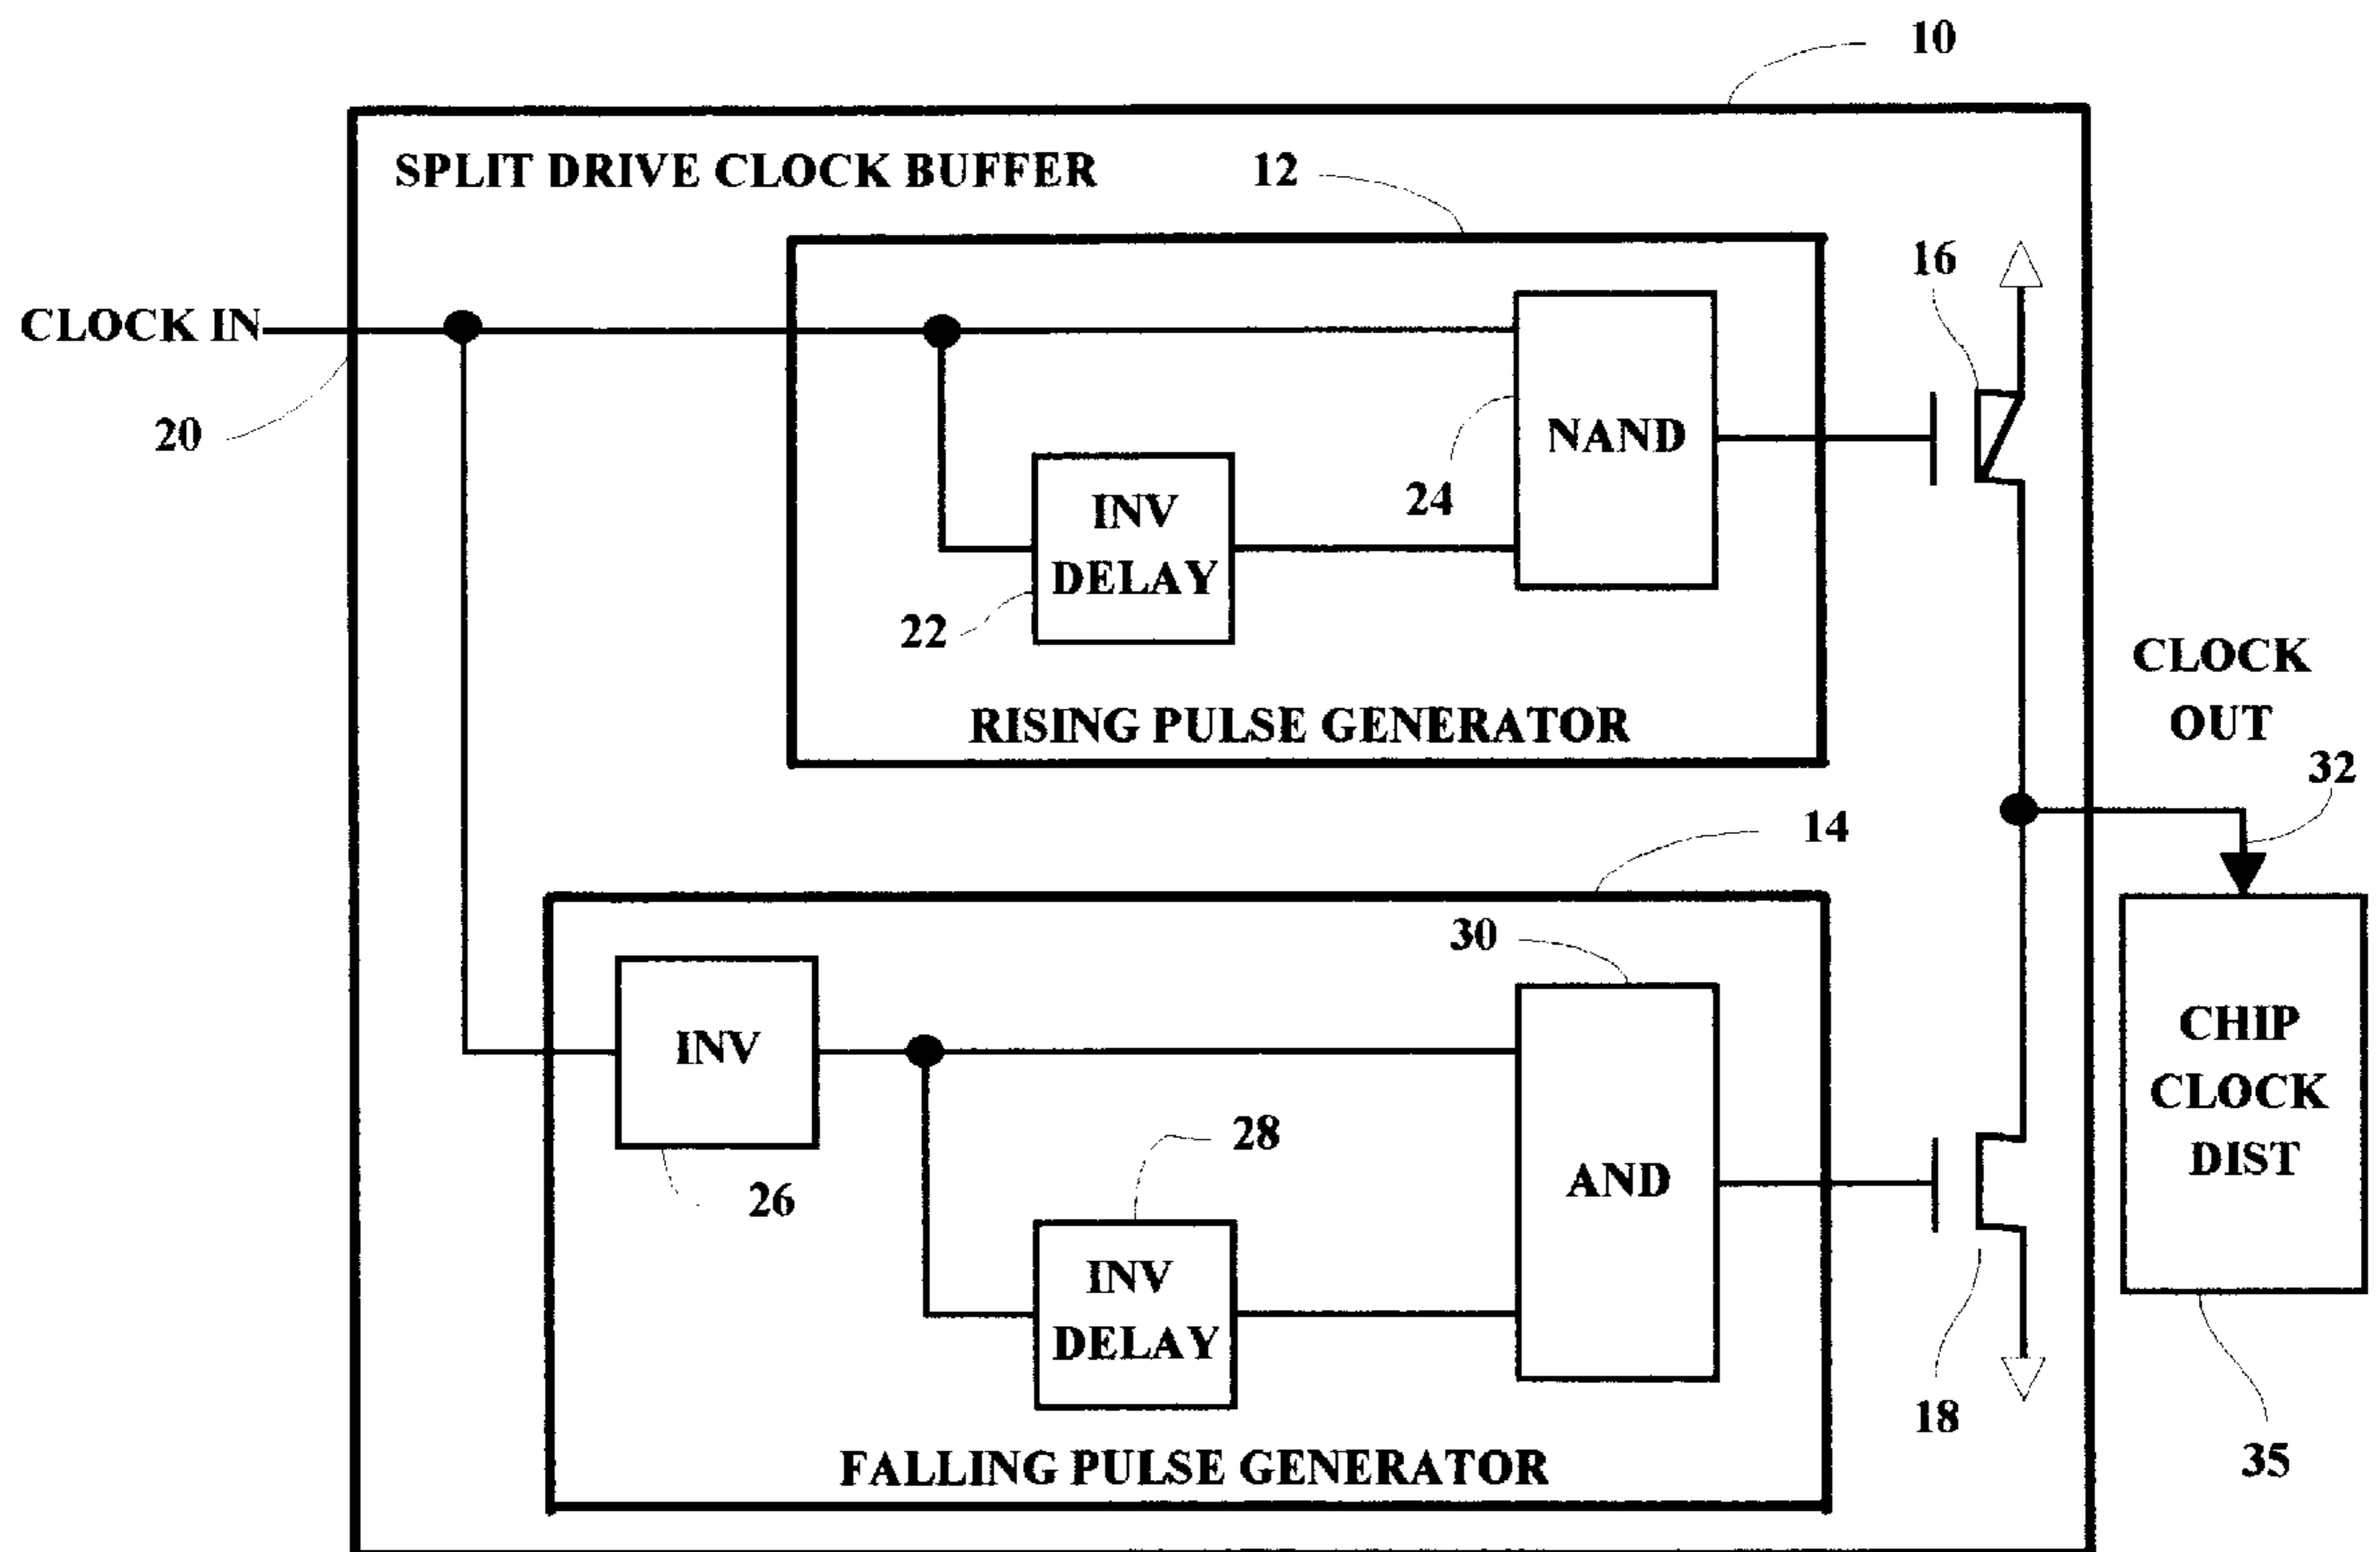 10
SPLIT DRIVE CLOCK BUFFER
12
16
CLOCK IN
20
NAND
24
INV
DELAY
22
RISING PULSE GENERATOR
CLOCK
OUT
32
14
30
INV
26
28
AND
INV
DELAY
CHIP
CLOCK
DIST
18
35
FALLING PULSE GENERATOR